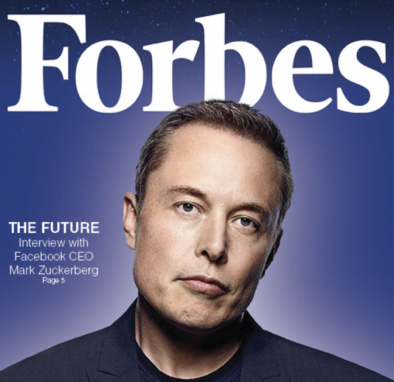 Forbes
THE FUTURE
Interview with
Facebook CEO
Mark Zuckerberg
Page 5